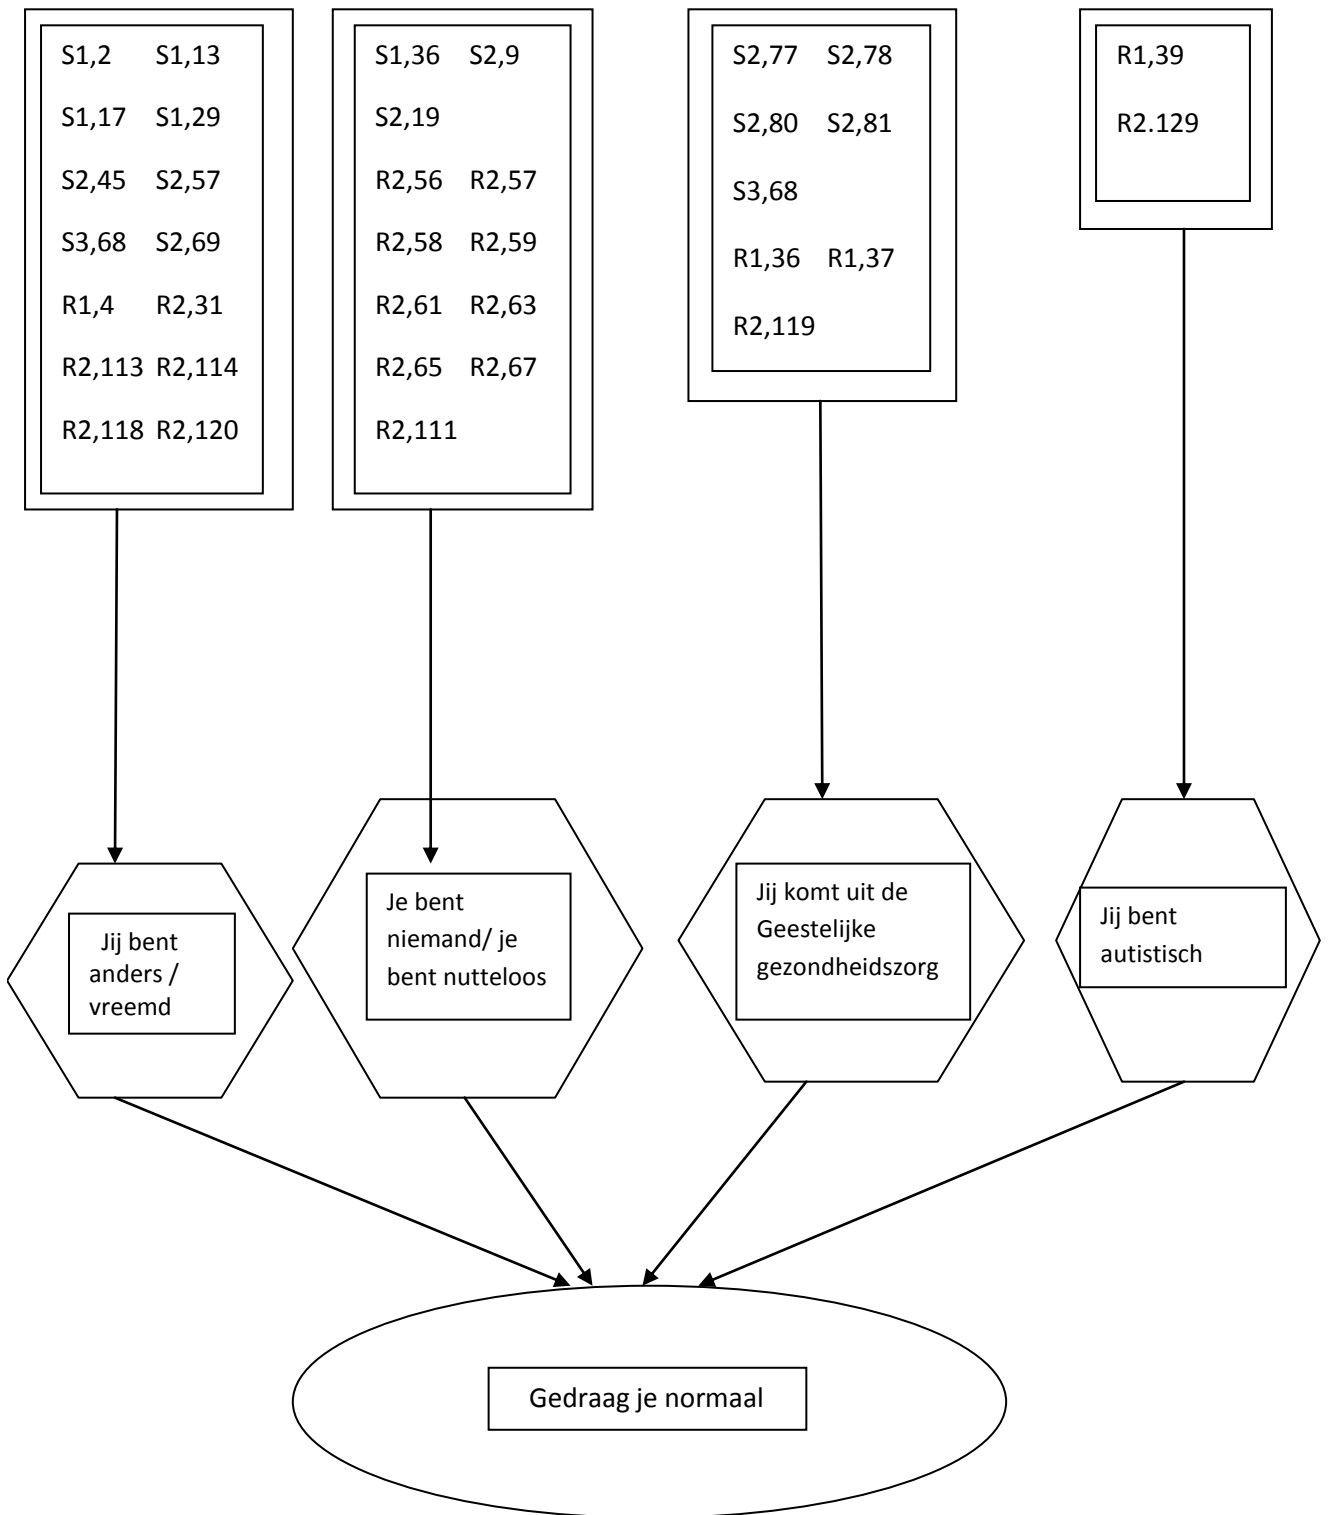 S1,2 S1,13
S1,17 S1,29
S2,45 S2,57
S3,68 S2,69
R1,4 R2,31
R2,113 R2,114
R2,118 R2,120
S1,36 S2,9
S2,19
R2,56 R2,57
R2,58 R2,59
R2,61 R2,63
R2,65 R2,67
R2,111
S2,77 S2,78
S2,80 S2,81
S3,68
R1,36 R1,37
R2,119
R1,39
R2.129
Jij bent
anders /
vreemd
Je bent
niemand/ je
bent nutteloos
Jij komt uit de
Geestelijke
gezondheidszorg
Jij bent
autistisch
Gedraag je normaal